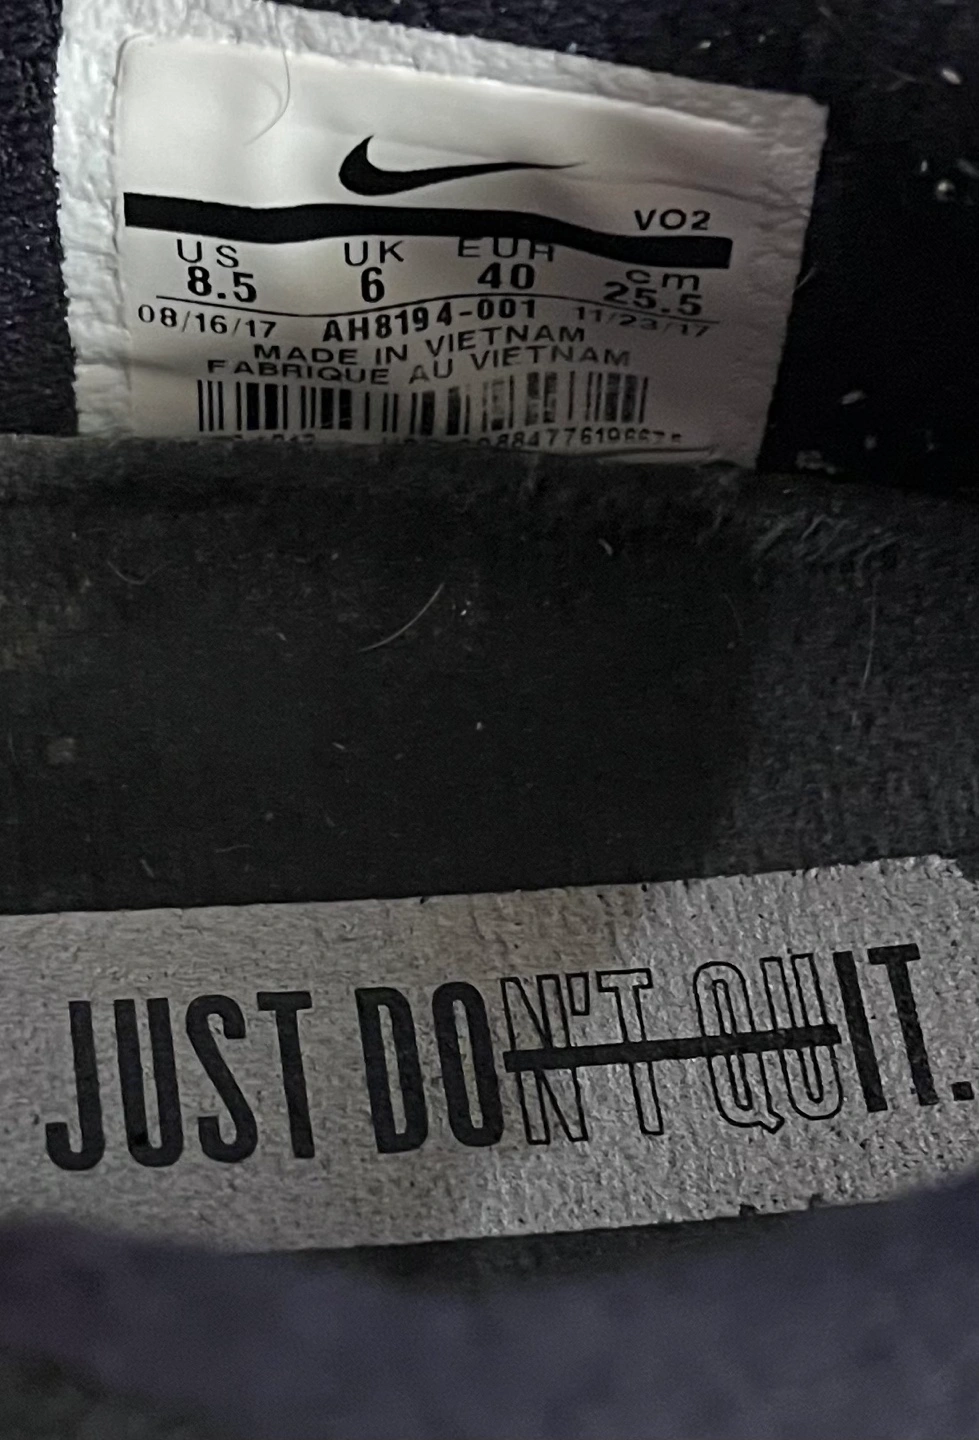 VO2
US UK EUR cm
8.5 6 40 25.5
08/16/17 AH8194-001 11/23/17
MADE IN VIETNAM
FABRIQUE AU VIETNAM
JUST DON'T QUIT.